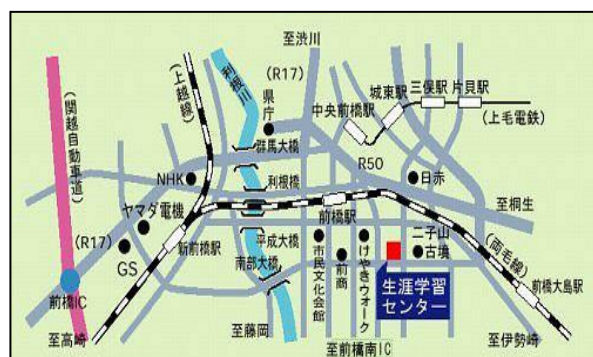 至渋川
(R17)
利根川
(上越線)
県庁
城東駅
三俣駅
片貝駅
中央前橋駅
(上毛電鉄)
(関越自動車道)
群馬大橋
R50
NHK
利根橋
日赤
至桐生
ヤマダ電機
前橋駅
(R17)
GS
新前橋駅
平成大橋
南部大橋
市民文化会館
前商
けやきウォーク
二子山
古墳
(両毛線)
前橋大島駅
前橋IC
生涯学習
センター
至高崎
至藤岡
至前橋南IC
至伊勢崎